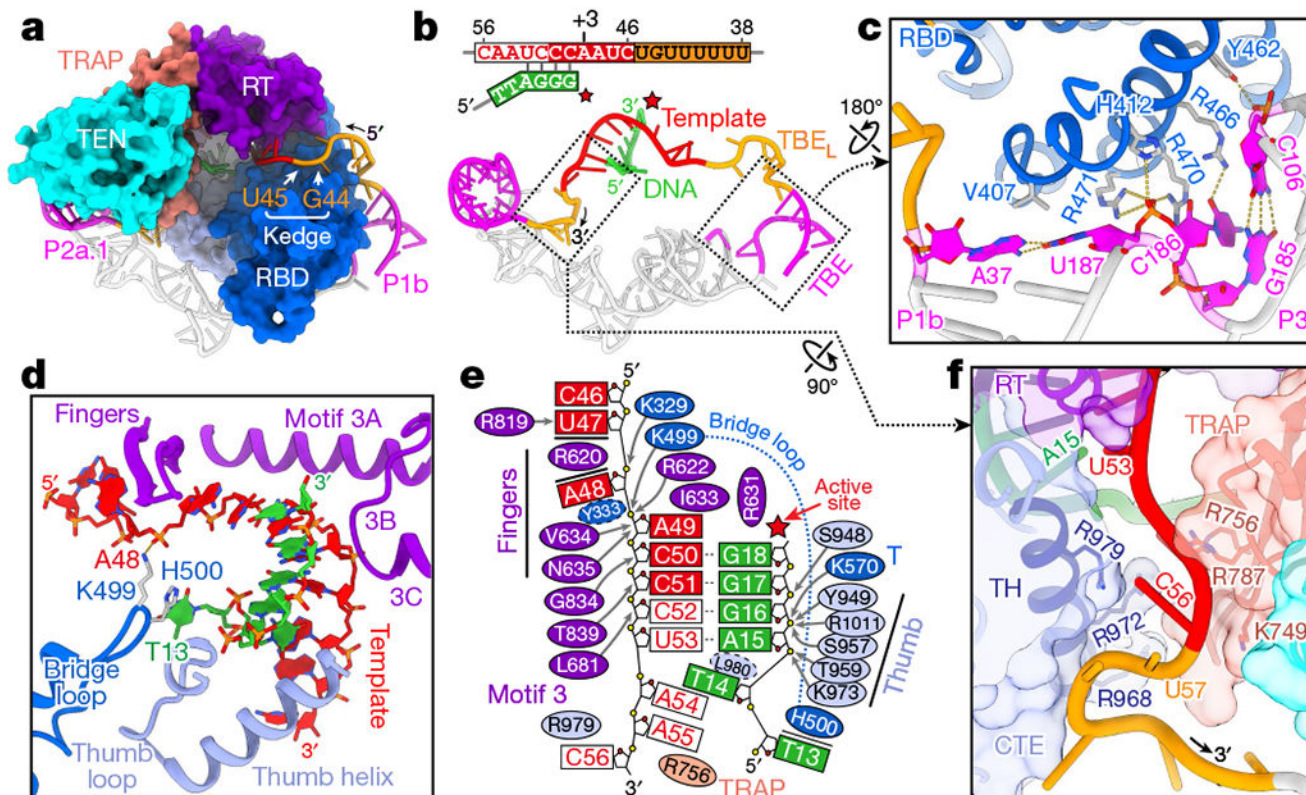 a
TRAP
RT
TEN
5′
U45
G44
Kedge
RBD
P2a.1
P1b
b
56
+3
46
38
CAAUCCCAAUCUGUUUUUU
TTAGGG
5′
3′
Template
TBEL
5′
DNA
3′
TBE
180°
90°
c
RBD
Y462
H412
R466
R470
C106
V407
R471
C186
G185
A37
U187
P1b
P3
d
Fingers
Motif 3A
5′
3′
3B
A48
K499
H500
3C
T13
Template
Bridge
loop
Thumb
loop
3′
Thumb helix
e
5′
C46
K329
R819
U47
K499
Bridge loop
R620
R622
R631
Fingers
A48
I633
Active
site
Y333
V634
A49
S948
N635
C50
G18
K570
T
C51
G17
Y949
G834
C52
G16
R1011
T839
S957
U53
A15
T959
Thumb
L681
L980
K973
Motif 3
T14
A54
H500
R979
A55
T13
C56
5′
R756
TRAP
3′
f
RT
A15
U53
TRAP
R756
R979
R787
TH
C56
K749
R972
R968
U57
CTE
3′